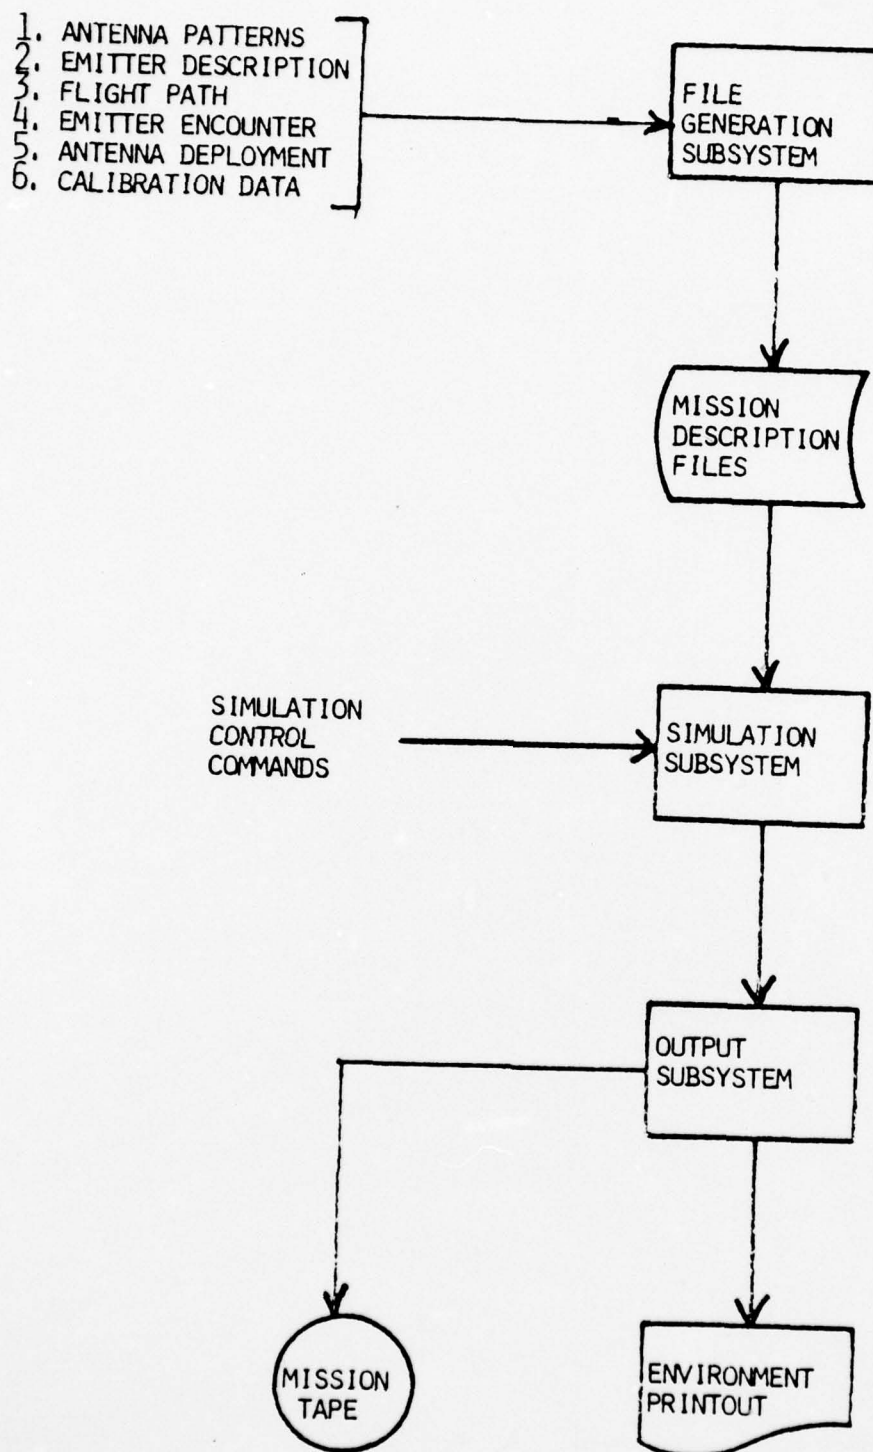 1. ANTENNA PATTERNS
2. EMITTER DESCRIPTION
3. FLIGHT PATH
4. EMITTER ENCOUNTER
5. ANTENNA DEPLOYMENT
6. CALIBRATION DATA
FILE
GENERATION
SUBSYSTEM
MISSION
DESCRIPTION
FILES
SIMULATION
CONTROL
COMMANDS
SIMULATION
SUBSYSTEM
OUTPUT
SUBSYSTEM
MISSION
TAPE
ENVIRONMENT
PRINTOUT